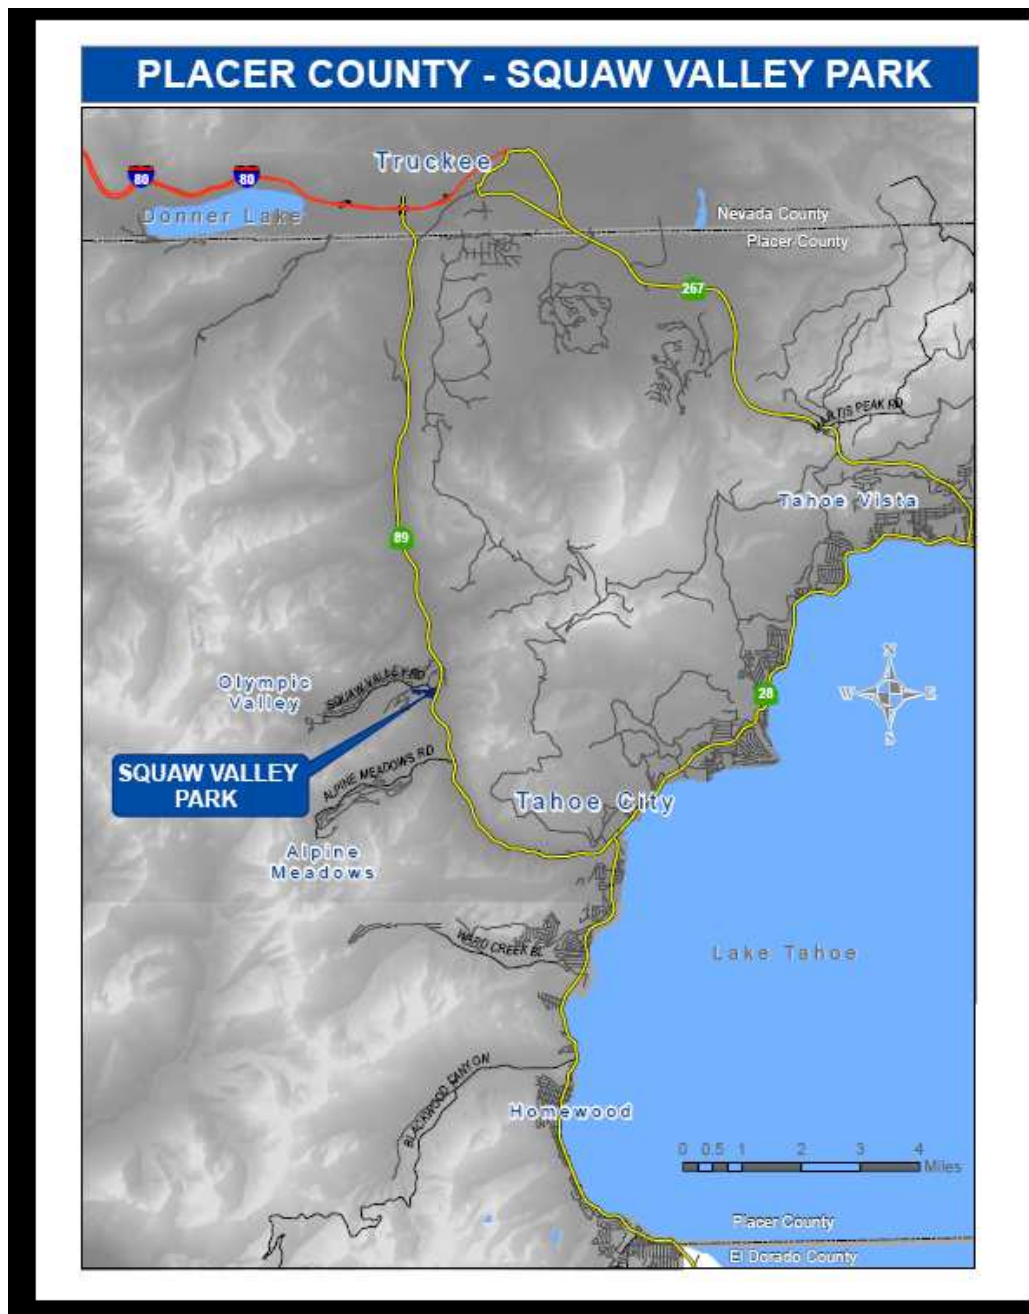 PLACER COUNTY - SQUAW VALLEY PARK
Truckee
80
80
Donner Lake
Nevada County
Placer County
267
PEAK RD
Tahoe Vista
89
Olympic
Valley
SQUAW VALLEY RD
28
N
W
E
S
SQUAW VALLEY
PARK
ALPINE MEADOWS RD
Tahoe City
Alpine
Meadows
WARD CREEK BL
Lake Tahoe
BLACKWOOD CANYON
Homewood
0 0.5 1 2 3 4
Miles
Placer County
El Dorado County